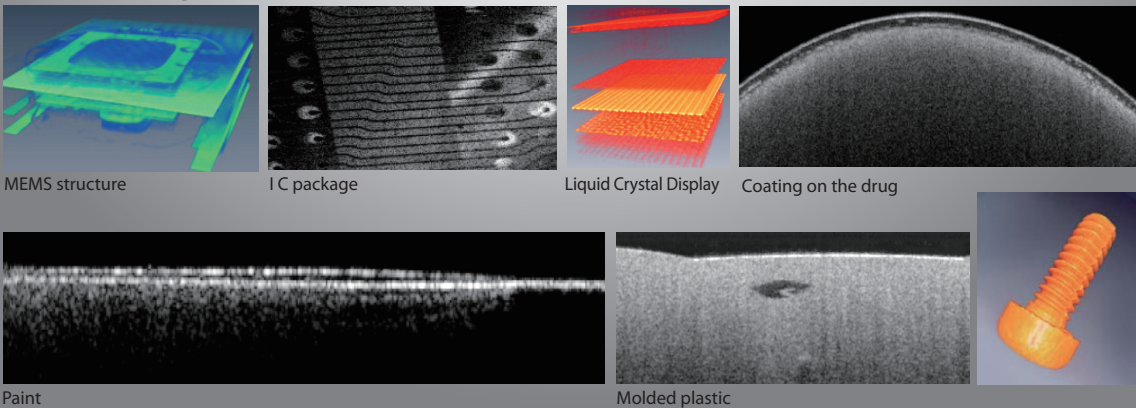 MEMS structure
I C package
Liquid Crystal Display
Coating on the drug
Paint
Molded plastic